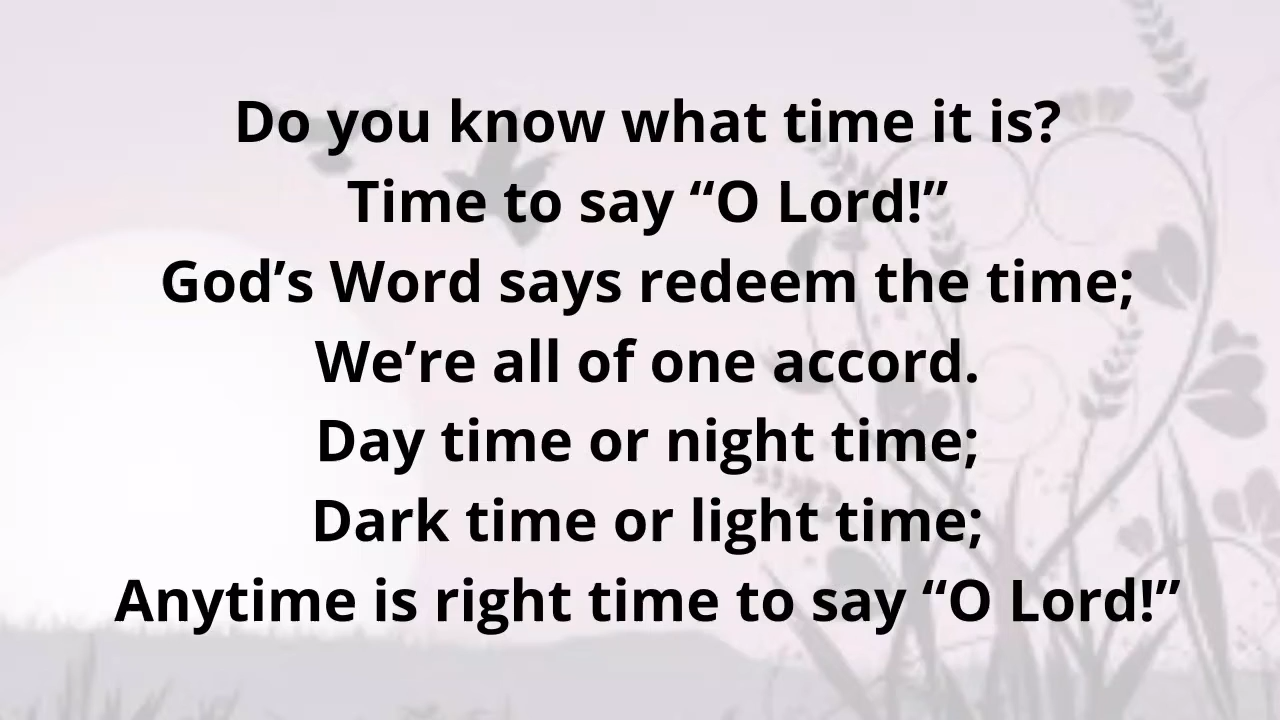 Do you know what time it is?
Time to say “O Lord!”
God’s Word says redeem the time;
We’re all of one accord.
Day time or night time;
Dark time or light time;
Anytime is right time to say “O Lord!”